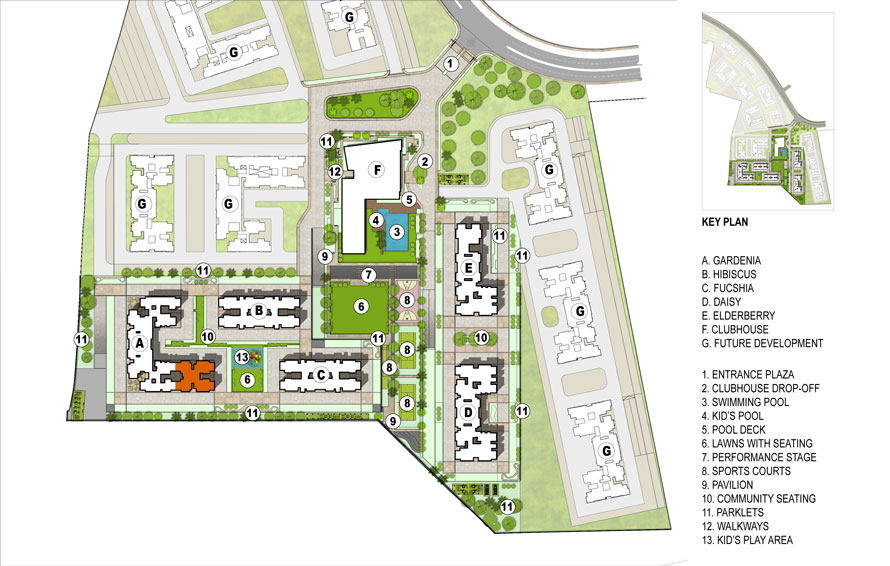 G
G
1
11
2
F
12
G
G
G
5
4
3
E
11
9
11
11
7
8
6
B
G
A
10
11
11
10
13
8
C
8
6
D
8
11
11
9
G
11
KEY PLAN
A. GARDENIA
B. HIBISCUS
C. FUCSHIA
D. DAISY
E. ELDERBERRY
F. CLUBHOUSE
G. FUTURE DEVELOPMENT
1. ENTRANCE PLAZA
2. CLUBHOUSE DROP-OFF
3. SWIMMING POOL
4. KID'S POOL
5. POOL DECK
6. LAWNS WITH SEATING
7. PERFORMANCE STAGE
8. SPORTS COURTS
9. PAVILION
10. COMMUNITY SEATING
11. PARKLETS
12. WALKWAYS
13. KID'S PLAY AREA